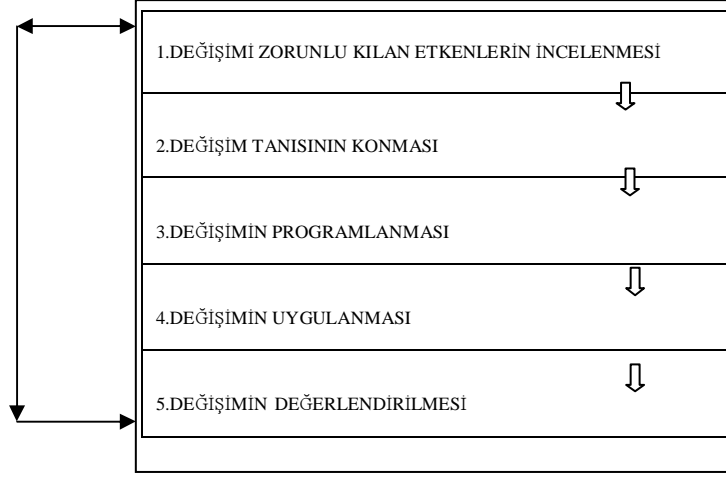 1.DEĞİŞİMİ ZORUNLU KILAN ETKENLERİN İNCELENMESİ
2.DEĞİŞİM TANISININ KONMASI
3.DEĞİŞİMİN PROGRAMLANMASI
4.DEĞİŞİMİN UYGULANMASI
5.DEĞİŞİMİN DEĞERLENDİRİLMESİ